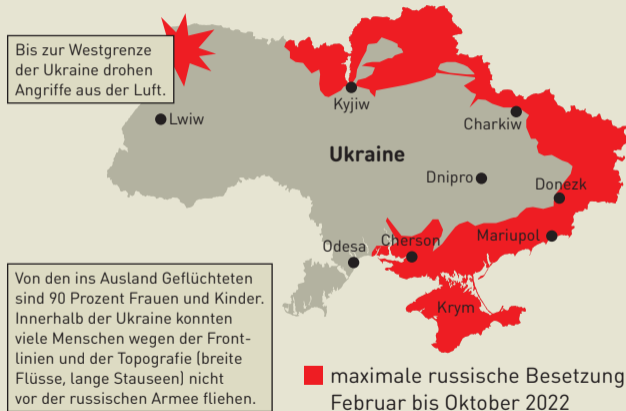 Bis zur Westgrenze
der Ukraine drohen
Angriffe aus der Luft.
Kyjiw
Lwiw
Charkiw
Ukraine
Dnipro
Donezk
Odesa
Cherson
Mariupol
Krym
Von den ins Ausland Geflüchteten
sind 90 Prozent Frauen und Kinder.
Innerhalb der Ukraine konnten
viele Menschen wegen der Front-
linien und der Topografie (breite
Flüsse, lange Stauseen) nicht
vor der russischen Armee fliehen.
maximale russische Besetzung
Februar bis Oktober 2022